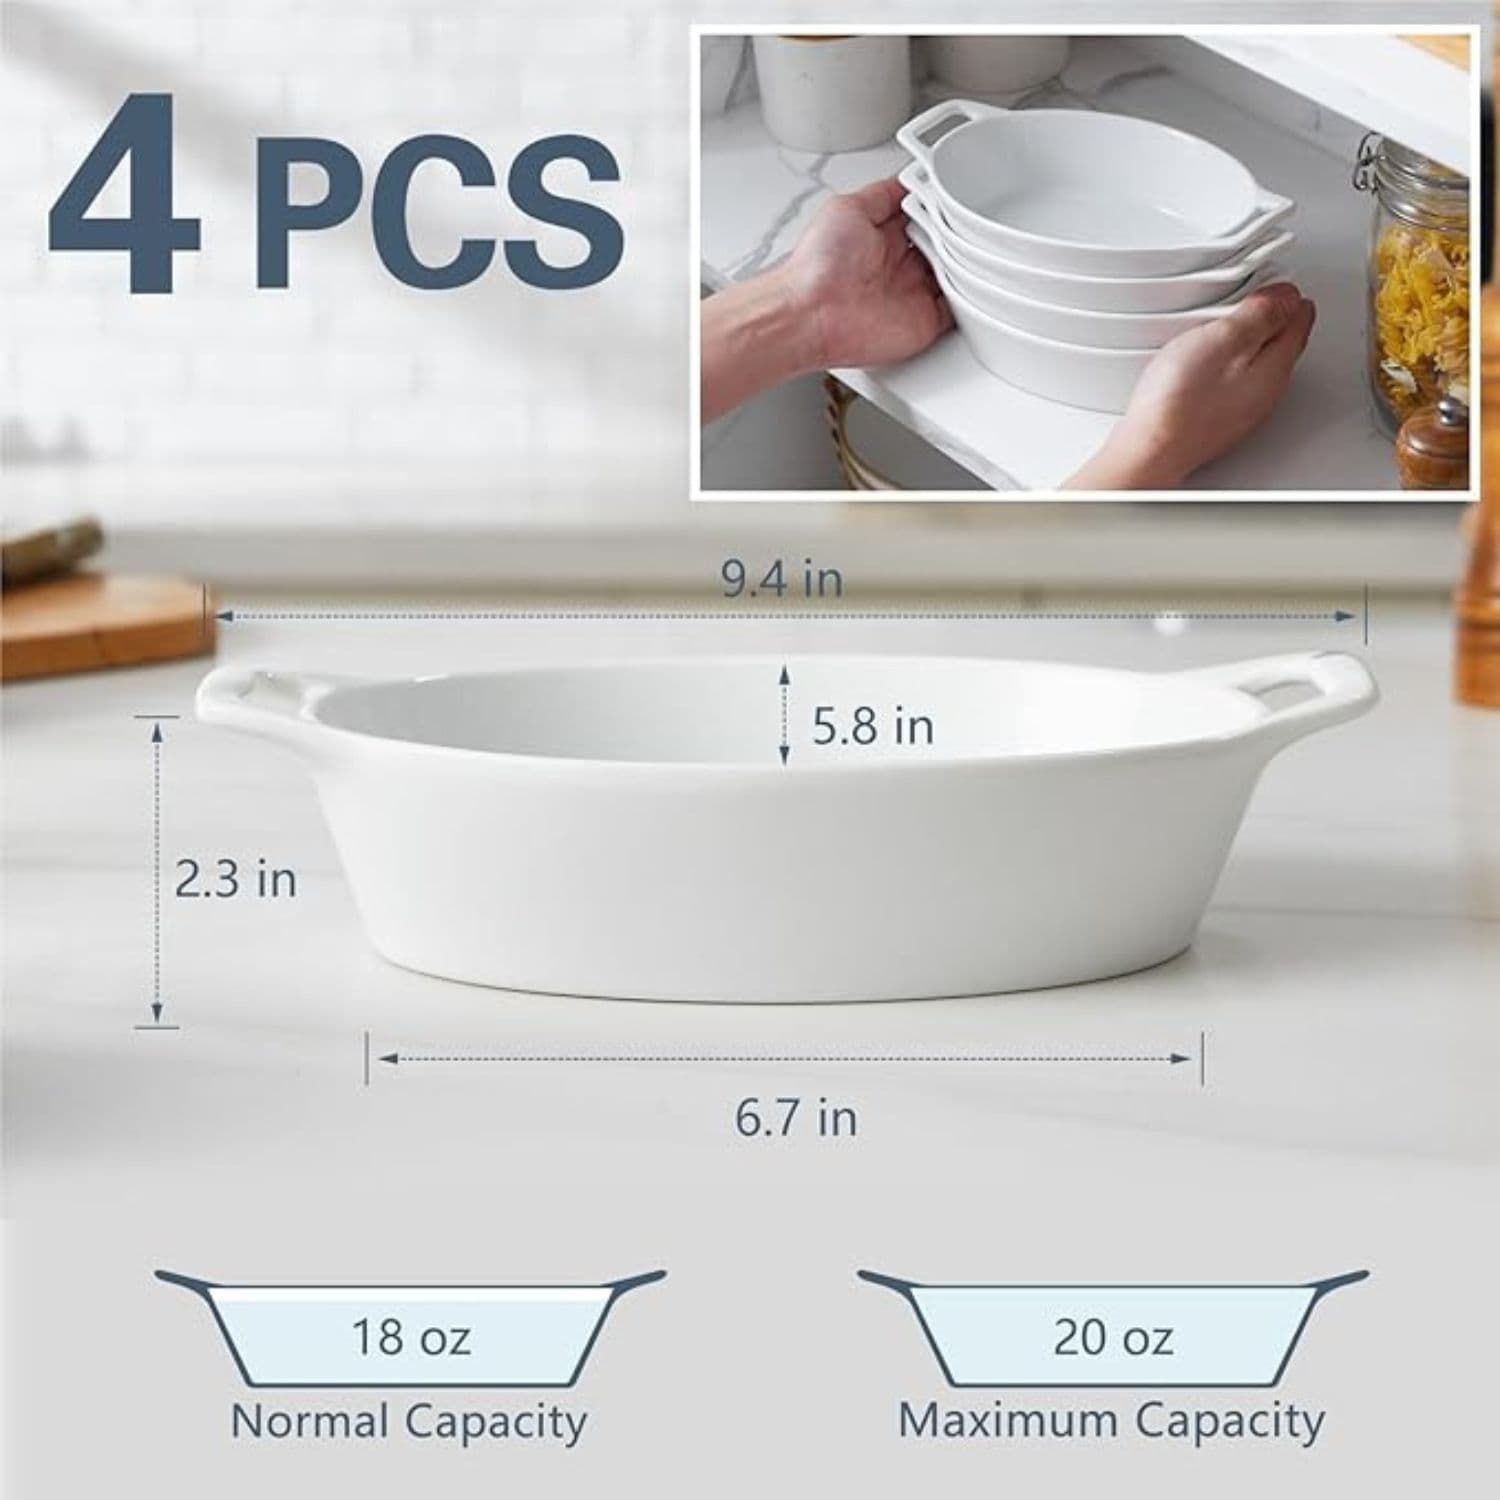 4 PCS
9.4 in
5.8 in
2.3 in
6.7 in
18 oz
20 oz
Normal Capacity
Maximum Capacity